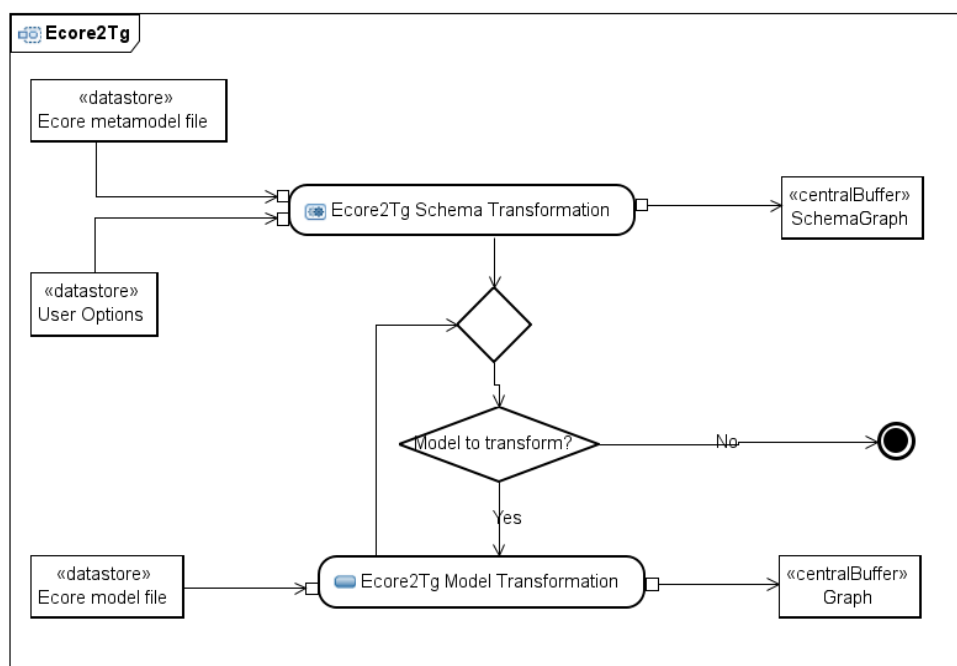 Ecore2Tg
«datastore»
Ecore metamodel file
Ecore2Tg Schema Transformation
«centralBuffer»
SchemaGraph
«datastore»
User Options
Model to transform?
No
Yes
«datastore»
Ecore model file
Ecore2Tg Model Transformation
«centralBuffer»
Graph